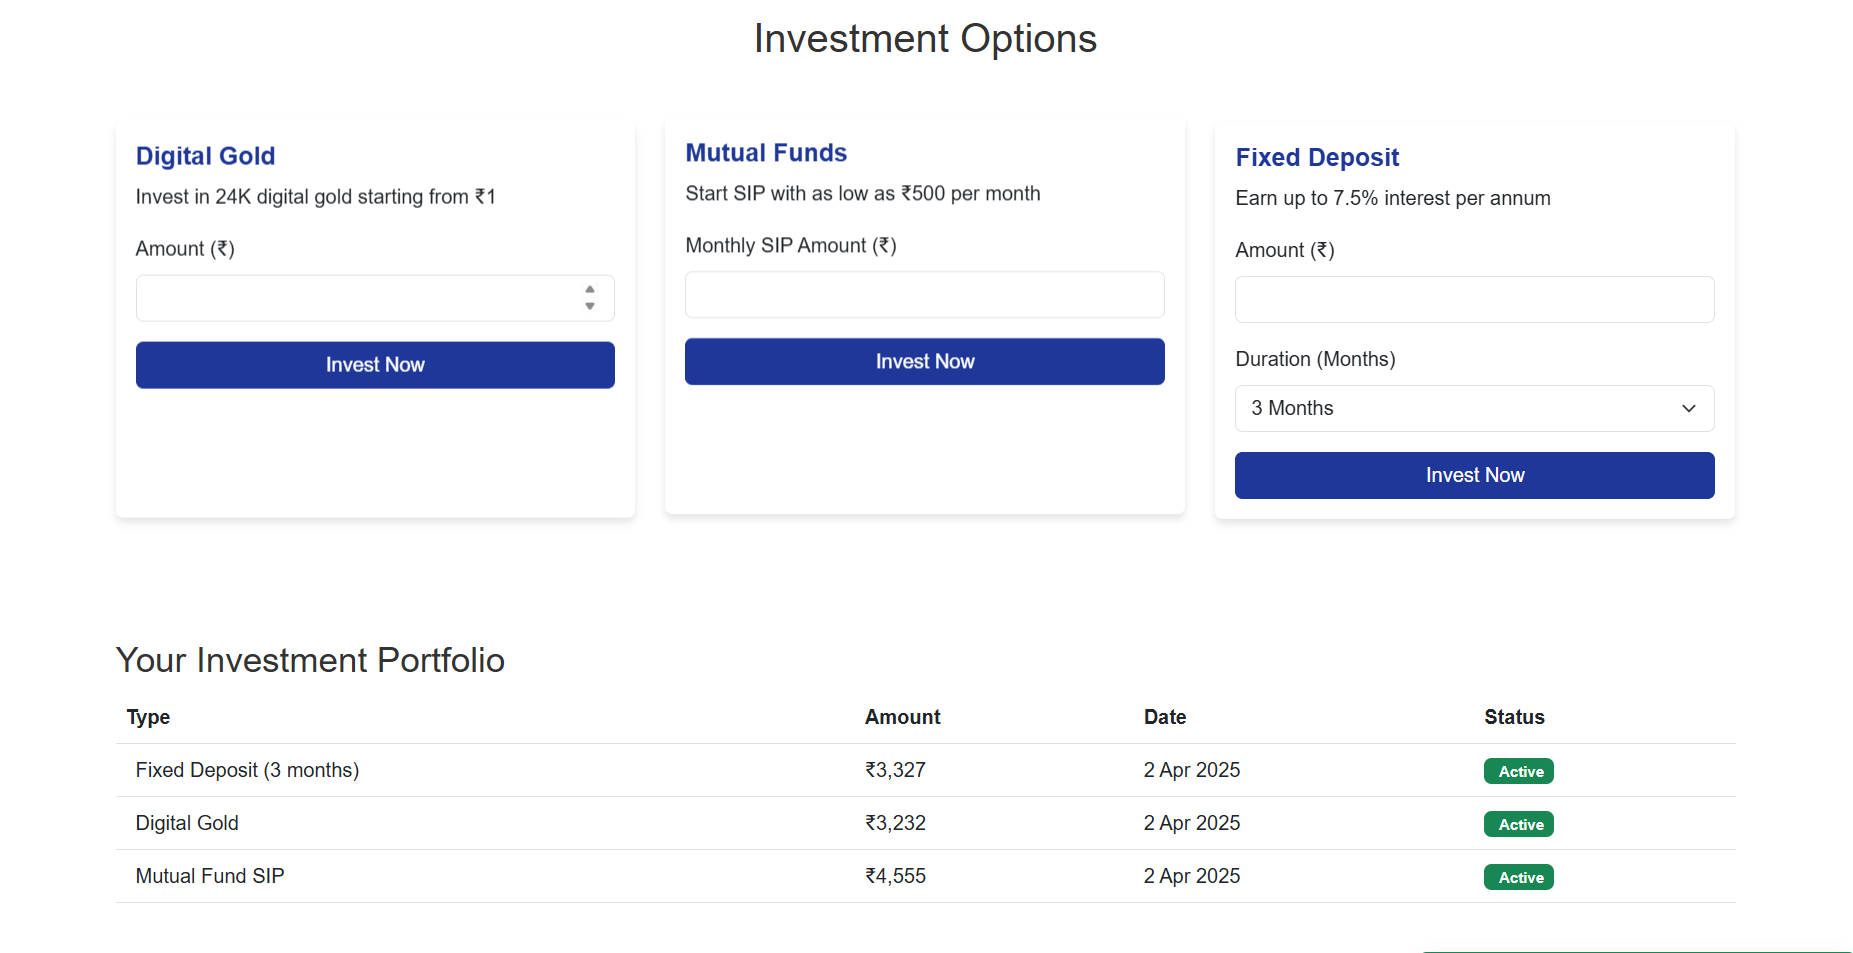 Investment Options
Digital Gold
Invest in 24K digital gold starting from ₹1
Amount (₹)
Invest Now
Mutual Funds
Start SIP with as low as ₹500 per month
Monthly SIP Amount (₹)
Invest Now
Fixed Deposit
Earn up to 7.5% interest per annum
Amount (₹)
Duration (Months)
3 Months
Invest Now
Your Investment Portfolio
Type Amount Date Status
Fixed Deposit (3 months) ₹3,327 2 Apr 2025 Active
Digital Gold ₹3,232 2 Apr 2025 Active
Mutual Fund SIP ₹4,555 2 Apr 2025 Active